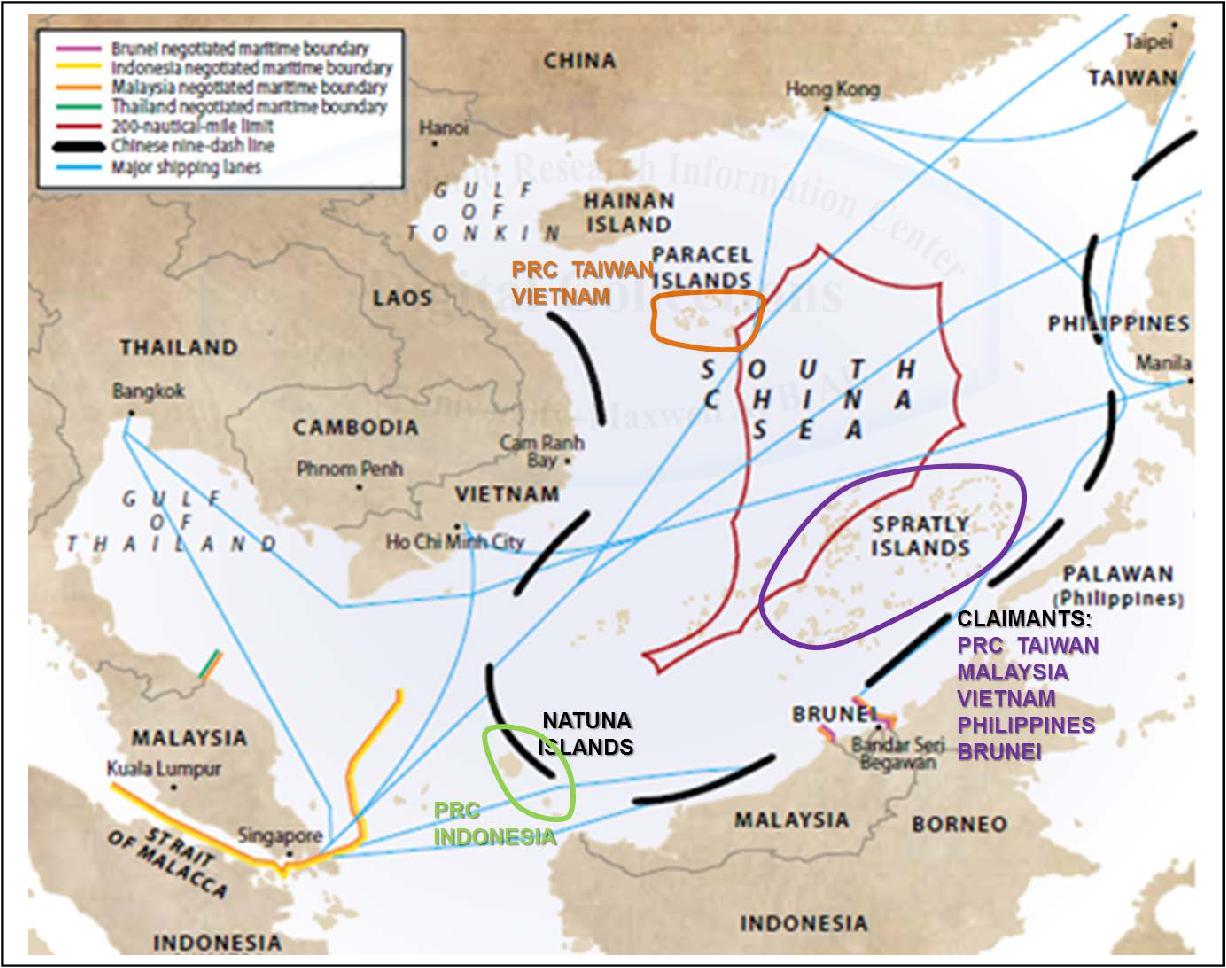 Brunei negotiated maritime boundary
Indonesia negotiated maritime boundary
Malaysia negotiated maritime boundary
Thailand negotiated maritime boundary
200-nautical-mile limit
Chinese nine-dash line
Major shipping lanes
CHINA
Taipei
TAIWAN
Hong Kong
Hanoi
Research Information
Center
GULF
OF
TONKIN
HAINAN
ISLAND
PARACEL
ISLANDS
PRC TAIWAN
VIETNAM
Digital Collections
LAOS
THAILAND
PHILIPPINES
Manila
Bangkok
SOUTH
CHINA
SEA
CAMBODIA
Cam Ranh
Bay
Phnom Penh
VIETNAM
GULF
OF
THAILAND
Ho Chi Minh City
SPRATLY
ISLANDS
PALAWAN
(Philippines)
CLAIMANTS:
PRC TAIWAN
MALAYSIA
VIETNAM
PHILIPPINES
BRUNEI
NATUNA
ISLANDS
BRUNEI
Bandar Seri
Begawan
MALAYSIA
Kuala Lumpur
PRC
INDONESIA
Singapore
STRAIT
OF MALACCA
MALAYSIA
BORNEO
INDONESIA
INDONESIA